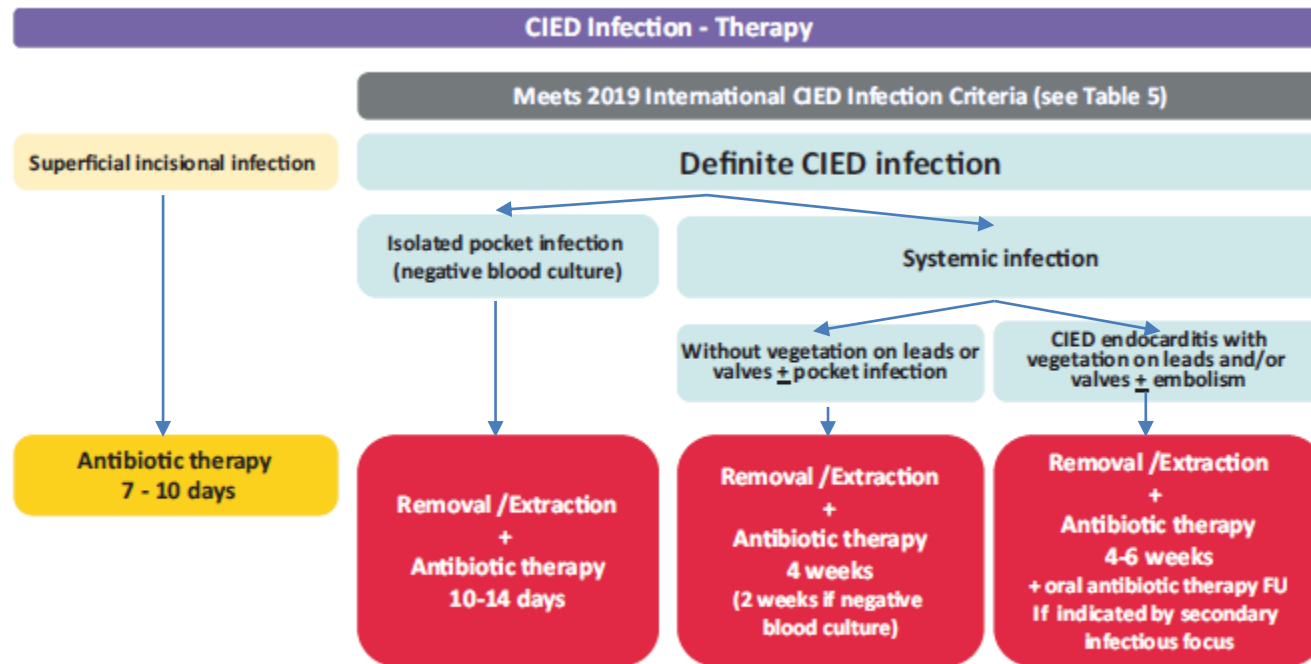 CIED Infection - Therapy
Meets 2019 International CIED Infection Criteria (see Table 5)
Superficial incisional infection
Definite CIED infection
Isolated pocket infection
(negative blood culture)
Systemic infection
Without vegetation on leads or
valves + pocket infection
CIED endocarditis with
vegetation on leads and/or
valves + embolism
Antibiotic therapy
7 - 10 days
Removal /Extraction
+
Antibiotic therapy
10-14 days
Removal /Extraction
+
Antibiotic therapy
4 weeks
(2 weeks if negative
blood culture)
Removal /Extraction
+
Antibiotic therapy
4-6 weeks
+ oral antibiotic therapy FU
If indicated by secondary
infectious focus